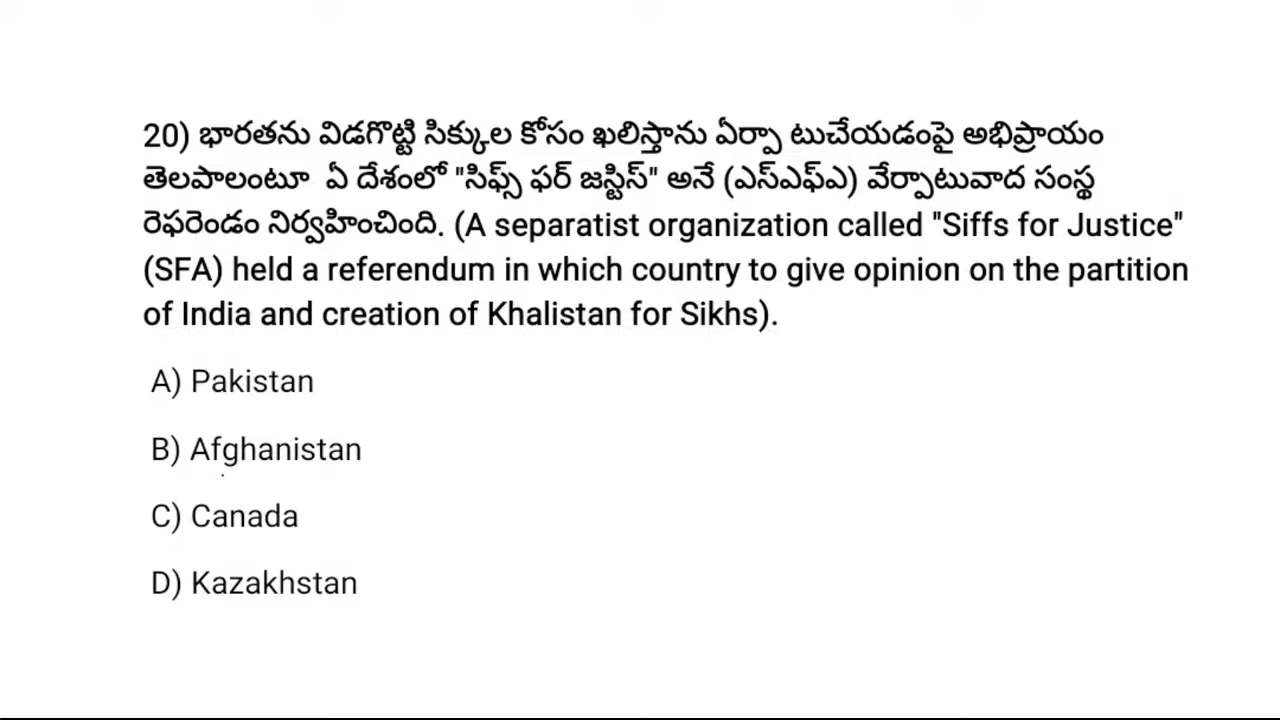 20) భారతను విడగొట్టి సిక్కుల కోసం ఖలిస్తాను ఏర్పా టుచేయడంపై అభిప్రాయం
తెలపాలంటూ ఏ దేశంలో "సిఫ్స్ ఫర్ జస్టిస్" అనే (ఎస్ఎఫ్ఎ) వేర్పాటువాద సంస్థ
రెఫరెండం నిర్వహించింది. (A separatist organization called "Siffs for Justice"
(SFA) held a referendum in which country to give opinion on the partition
of India and creation of Khalistan for Sikhs).
A) Pakistan
B) Afghanistan
C) Canada
D) Kazakhstan